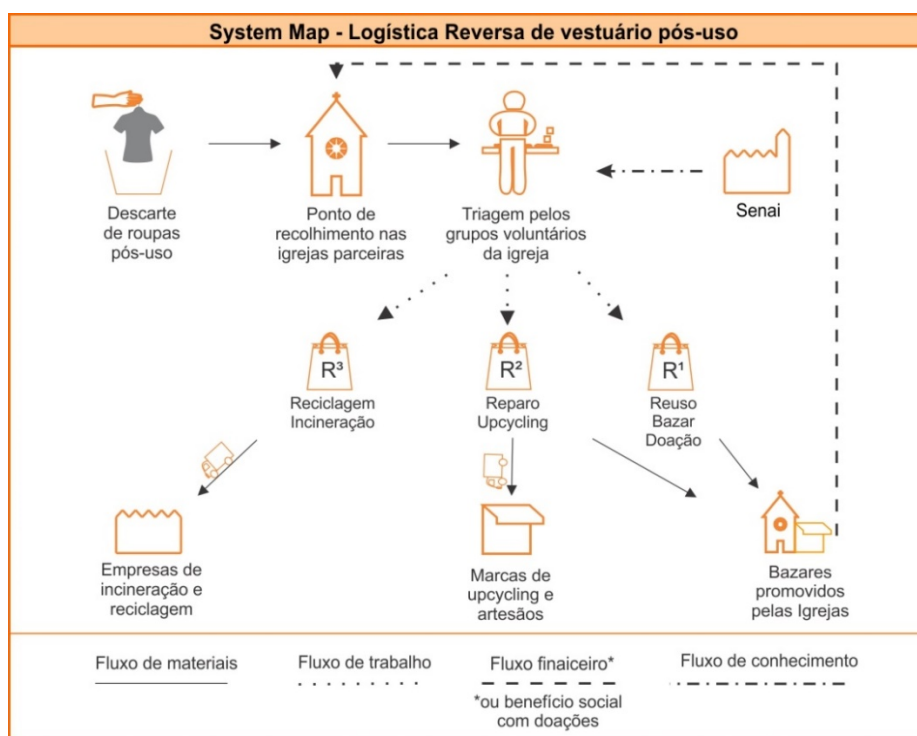 System Map - Logística Reversa de vestuário pós-uso
Descarte
de roupas
pós-uso
Ponto de
recolhimento nas
igrejas parceiras
Triagem pelos
grupos voluntários
da igreja
Senai
R³
Reciclagem
Incineração
R²
Reparo
Upcycling
R¹
Reuso
Bazar
Doação
Empresas de
incineração e
reciclagem
Marcas de
upcycling e
artesãos
Bazares
promovidos
pelas Igrejas
Fluxo de materiais
Fluxo de trabalho
Fluxo finaiceiro*
*ou benefício social
com doações
Fluxo de conhecimento